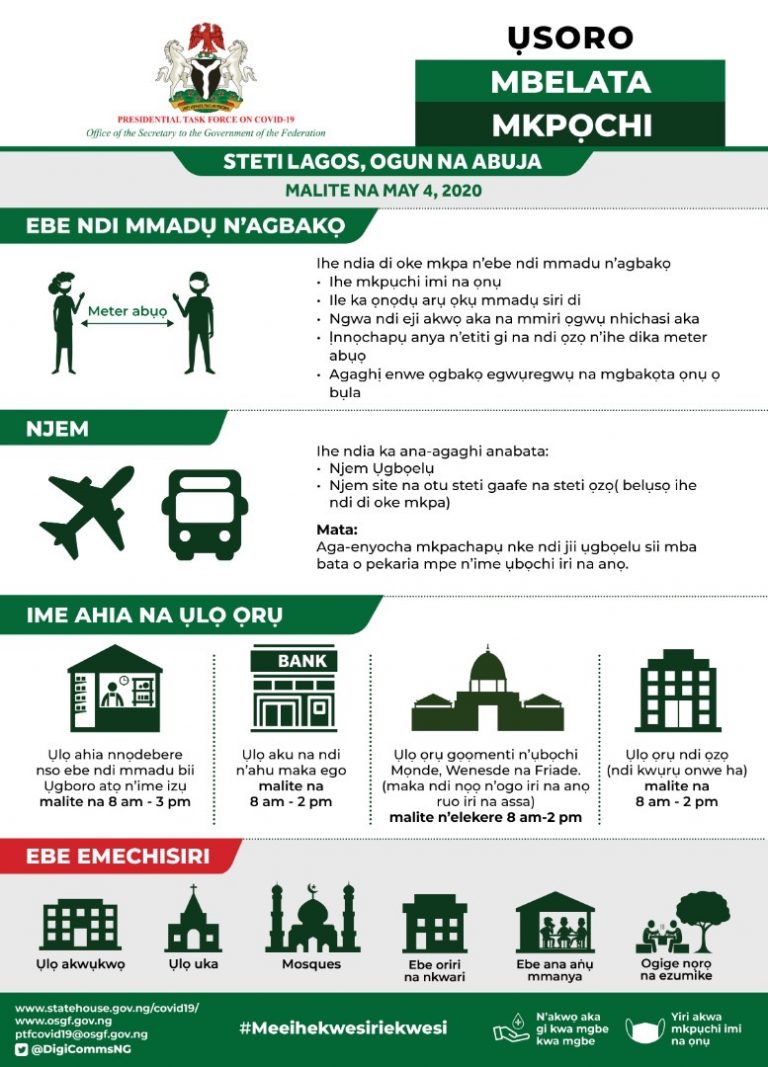 PRESIDENTIAL TASK FORCE ON COVID-19
Office of the Secretary to the Government of the Federation
ỤSORO
MBELATA
MKPỌCHI
STETI LAGOS, OGUN NA ABUJA
MALITE NA MAY 4, 2020
EBE NDI MMADỤ N’AGBAKỌ
Meter abụọ
Ihe ndia di oke mkpa n’ebe ndi mmadu n’agbakọ
• Ihe mkpụchi imi na ọnụ
• Ile ka ọnọdụ arụ ọkụ mmadụ siri di
• Ngwa ndi eji akwọ aka na mmiri ọgwụ nhichasi aka
• Ịnnọchapụ anya n’etiti gi na ndi ọzọ n’ihe dika meter
abụọ
• Agaghị enwe ọgbakọ egwụregwụ na mgbakọta ọnụ ọ
bụla
NJEM
Ihe ndia ka ana-agaghi anabata:
• Njem Ụgbọelụ
• Njem site na otu steti gaafe na steti ọzọ( belụsọ ihe
ndi di oke mkpa)
Mata:
Aga-enyocha mkpachapụ nke ndi jii ụgbọelu sii mba
bata o pekaria mpe n’ime ụbọchi iri na anọ.
IME AHIA NA ỤLỌ ỌRỤ
Ụlọ ahia nnọdebere
nso ebe ndi mmadu bii
Ụgboro atọ n’ime izụ
malite na 8 am - 3 pm
BANK
Ụlọ aku na ndi
n’ahu maka ego
malite na
8 am - 2 pm
Ụlọ ọrụ gọọmenti n’ụbọchi
Mọnde, Wenesde na Friade.
(maka ndi nọọ n’ogo iri na anọ
ruo iri na assa)
malite n’elekere 8 am-2 pm
Ụlọ ọrụ ndi ọzọ
(ndi kwụrụ onwe ha)
malite na
8 am - 2 pm
EBE EMECHISIRI
Ụlọ akwụkwọ
Ụlọ uka
Mosques
Ebe oriri
na nkwari
Ebe ana aṅụ
mmanya
Ogige nọrọ
na ezumike
www.statehouse.gov.ng/covid19/
www.osgf.gov.ng
ptfcovid19@osgf.gov.ng
@DigiCommsNG
#Meeihekwesiriekwesi
N’akwọ aka
gi kwa mgbe
kwa mgbe
Yiri akwa
mkpụchi imi
na ọnụ